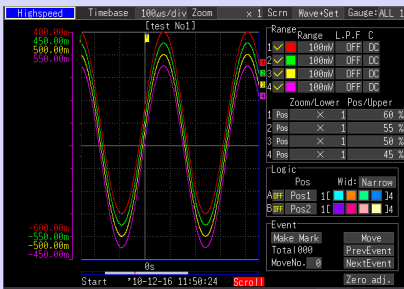 Highspeed Timebase 100us/div Zoom × 1 Scrn Wave+Set Gauge:ALL 1
[test No1]
400.00m
450.00m
500.00m
550.00m
-600.00m
-550.00m
-500.00m
-450.00m
0s
Start '10-12-16 11:50:24 Scroll
Range
Range L.P.F C
1 100mV OFF DC
2 100mV OFF DC
3 100mV OFF DC
4 100mV OFF DC
Zoom/Lower Pos/Upper
1 Pos × 1 60 %
2 Pos × 1 55 %
3 Pos × 1 50 %
4 Pos × 1 45 %
Logic
Pos Wid: Narrow
A OFF Pos1 1[ ]4
B OFF Pos2 1[ ]4
Event
Make Mark Move
Total000 PrevEvent
MoveNo. 0 NextEvent
Zero adj.